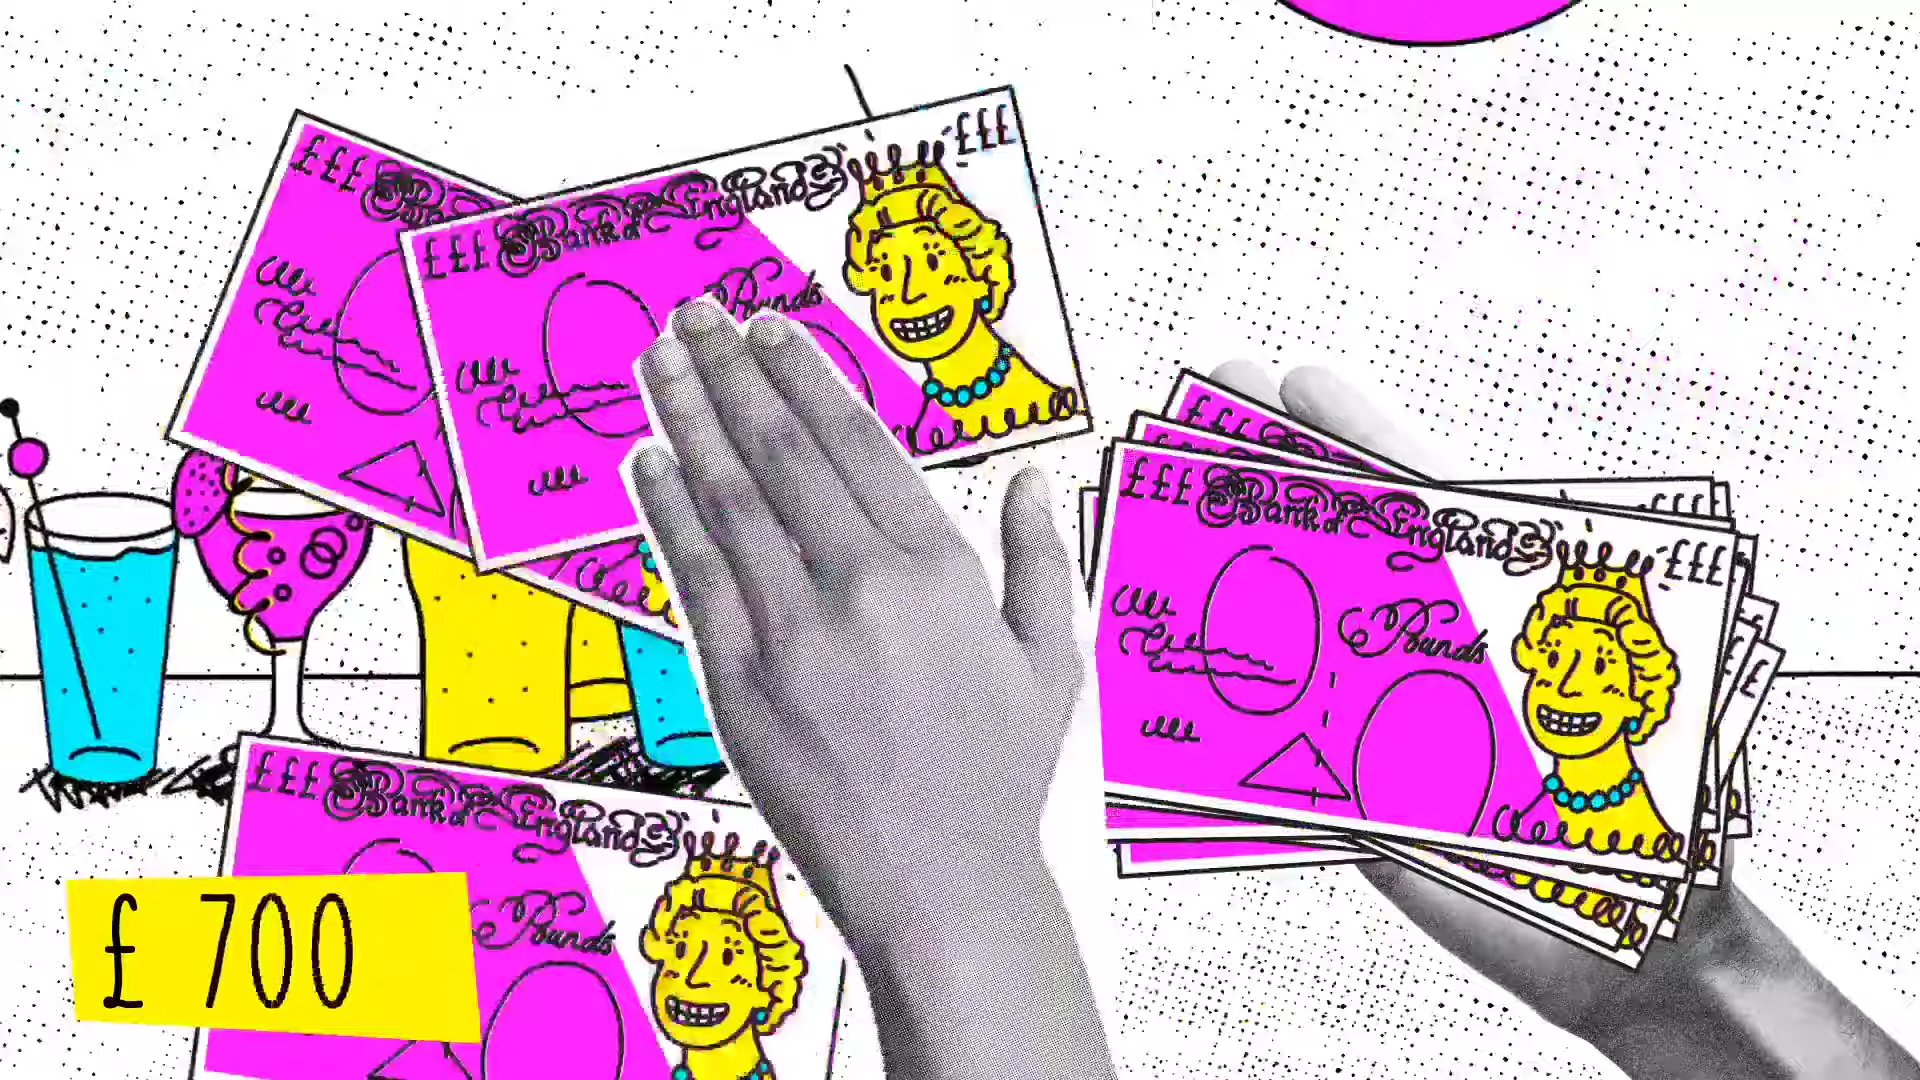 £££
£££ Bank of England £££
Pounds
£££
£££ Bank of England £££
Pounds
£££ Bank of England
Pounds
£ 700